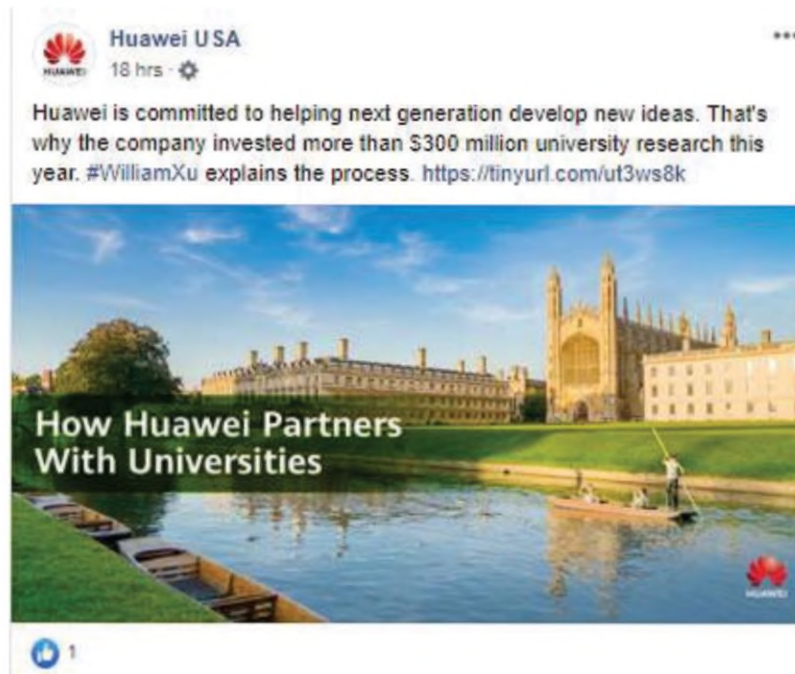 Huawei USA
HUAWEI
18 hrs ·
Huawei is committed to helping next generation develop new ideas. That's
why the company invested more than $300 million university research this
year. #WilliamXu explains the process. https://tinyurl.com/ut3ws8k
How Huawei Partners
With Universities
HUAWEI
1